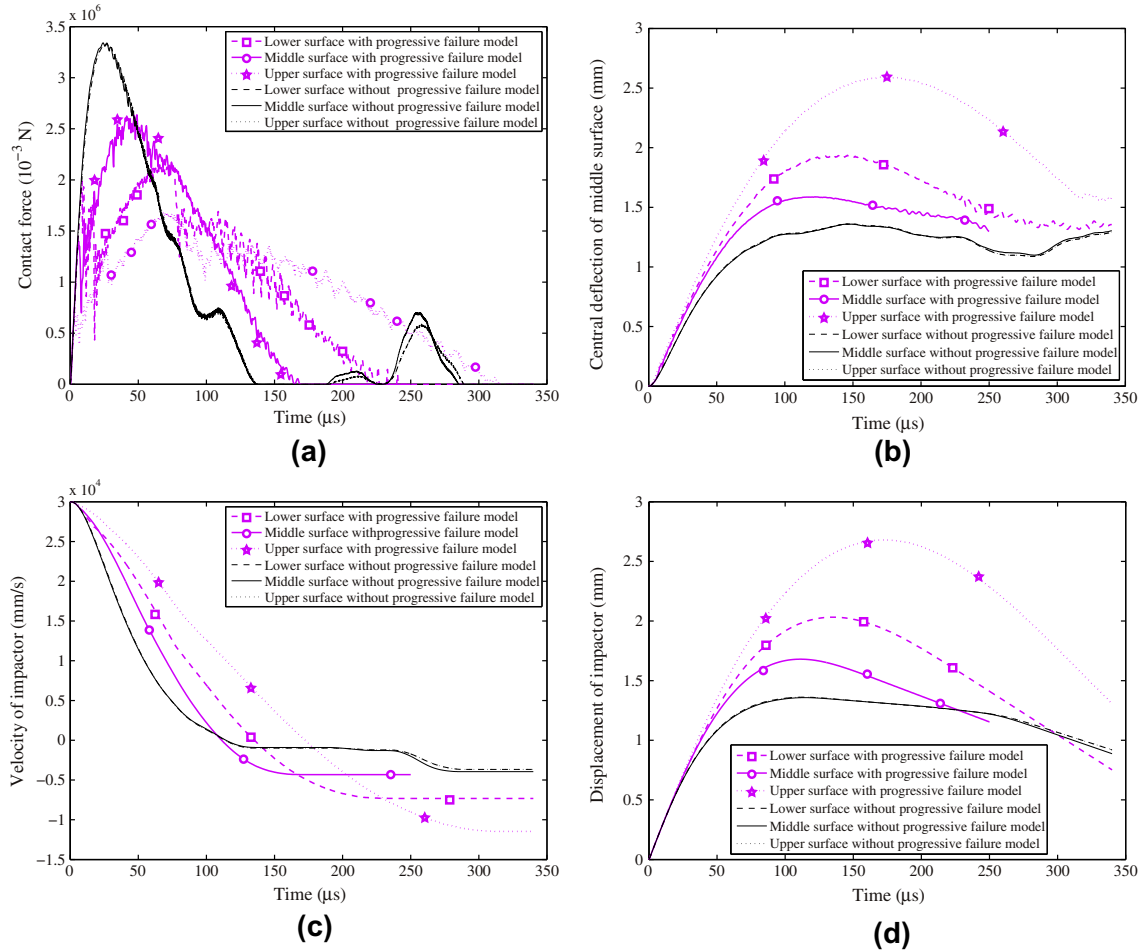 x 10⁶
3.5
3
2.5
2
1.5
1
0.5
0
0 50 100 150 200 250 300 350
Contact fforce (10⁻³ N)
Time (μs)
Lower surface with progressive failure model
Middle surface with progressive failure model
Upper surface with progressive failure model
Lower surface without progressive failure model
Middle surface without progressive failure model
Upper surface without progressive failure model
(a)
3
2.5
2
1.5
1
0.5
0
0 50 100 150 200 250 300 350
Central deflection of middle surface (mm)
Time (μs)
Lower surface with progressive failure model
Middle surface with progressive failure model
Upper surface with progressive failure model
Lower surface without progressive failure model
Middle surface without progressive failure model
Upper surface without progressive failure model
(b)
x 10⁴
3
2.5
2
1.5
1
0.5
0
−0.5
−1
−1.5
0 50 100 150 200 250 300 350
Velocity of impactor (mm/s)
Time (μs)
Lower surface with progressive failure model
Middle surface withprogressive failure model
Upper surface with progressive failure model
Lower surface without progressive failure model
Middle surface without progressive failure model
Upper surface without progressive failure model
(c)
3
2.5
2
1.5
1
0.5
0
0 50 100 150 200 250 300 350
Displacement of impactor (mm)
Time (μs)
Lower surface with progressive failure model
Middle surface with progressive failure model
Upper surface with progressive failure model
Lower surface without progressive failure model
Middle surface without progressive failure model
Upper surface without progressive failure model
(d)